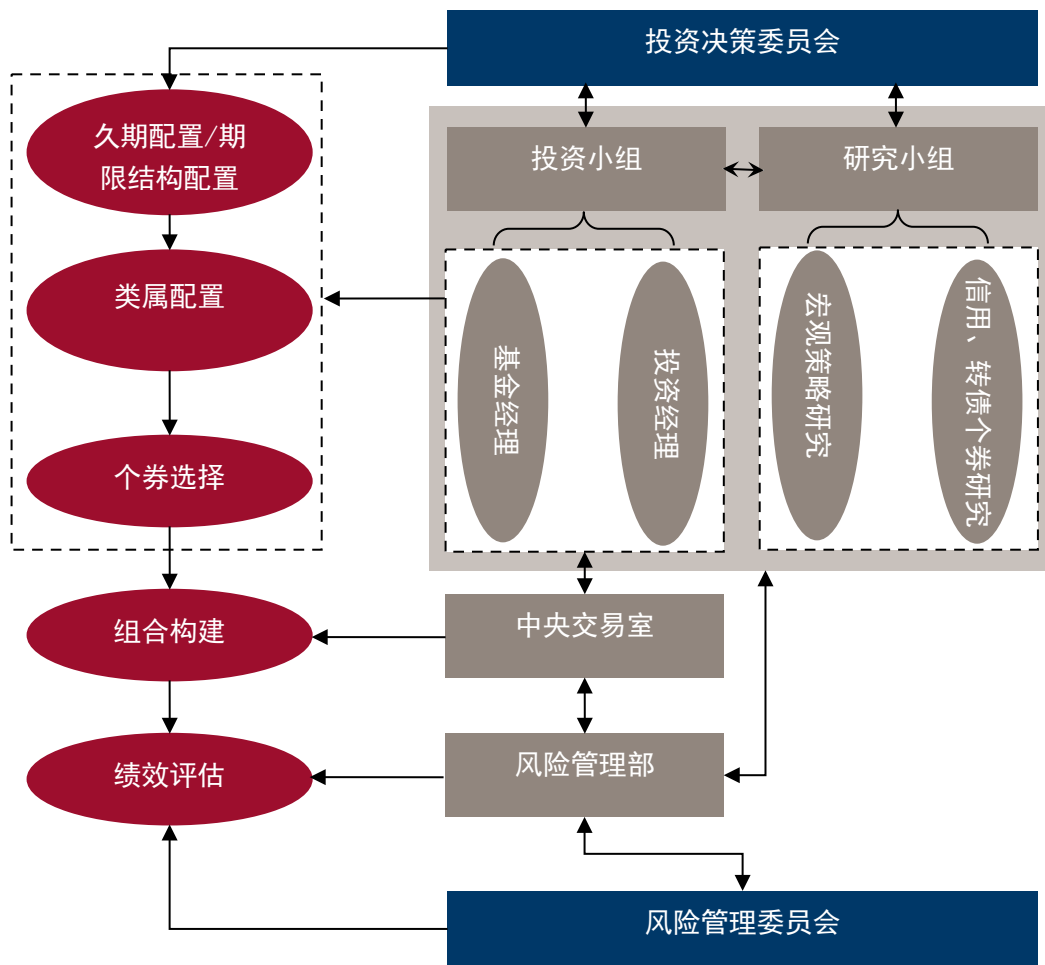 投资决策委员会
久期配置/期
限结构配置
投资小组
研究小组
类属配置
基金经理
投资经理
宏观策略研究
信用、转债个券研究
个券选择
组合构建
中央交易室
绩效评估
风险管理部
风险管理委员会